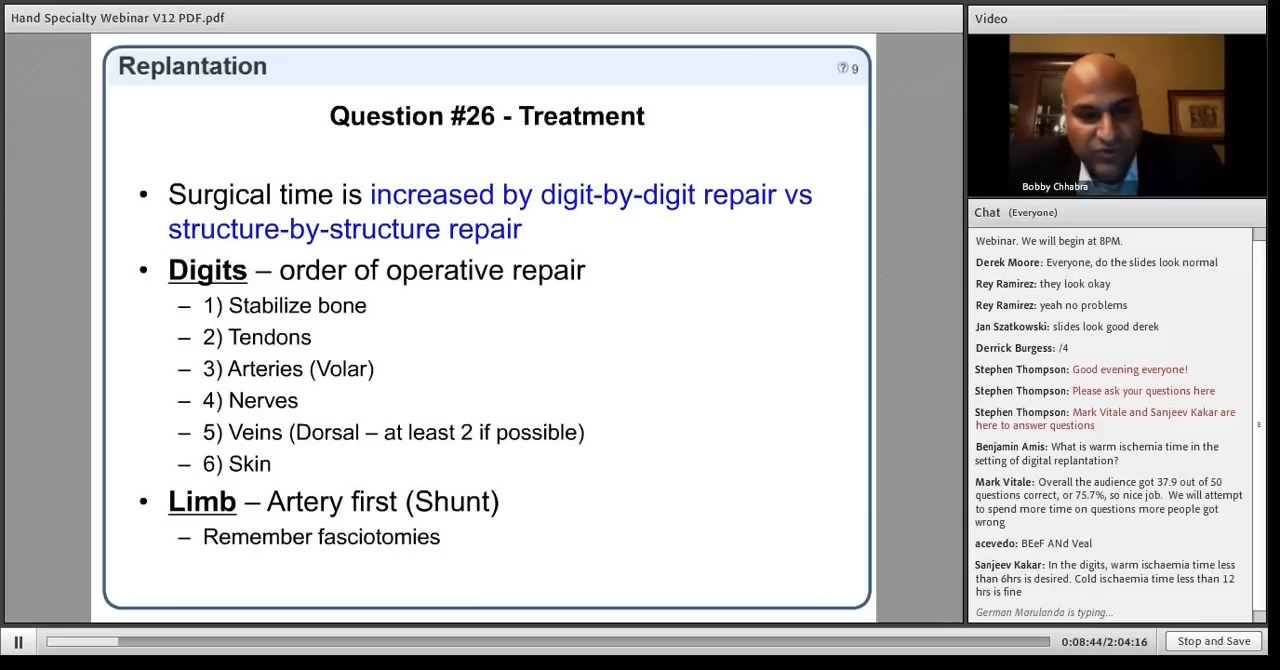 Hand Specialty Webinar V12 PDF.pdf
Replantation
9
Question #26 - Treatment
• Surgical time is increased by digit-by-digit repair vs
structure-by-structure repair
• Digits – order of operative repair
– 1) Stabilize bone
– 2) Tendons
– 3) Arteries (Volar)
– 4) Nerves
– 5) Veins (Dorsal – at least 2 if possible)
– 6) Skin
• Limb – Artery first (Shunt)
– Remember fasciotomies
Video
Bobby Chhabra
Chat (Everyone)
Webinar. We will begin at 8PM.
Derek Moore: Everyone, do the slides look normal
Rey Ramirez: they look okay
Rey Ramirez: yeah no problems
Jan Szatkowski: slides look good derek
Derrick Burgess: /4
Stephen Thompson: Good evening everyone!
Stephen Thompson: Please ask your questions here
Stephen Thompson: Mark Vitale and Sanjeev Kakar are
here to answer questions
Benjamin Amis: What is warm ischemia time in the
setting of digital replantation?
Mark Vitale: Overall the audience got 37.9 out of 50
questions correct, or 75.7%, so nice job. We will attempt
to spend more time on questions more people got
wrong
acevedo: BEeF ANd Veal
Sanjeev Kakar: In the digits, warm ischaemia time less
than 6hrs is desired. Cold ischaemia time less than 12
hrs is fine
German Marulanda is typing...
0:08:44/2:04:16
Stop and Save